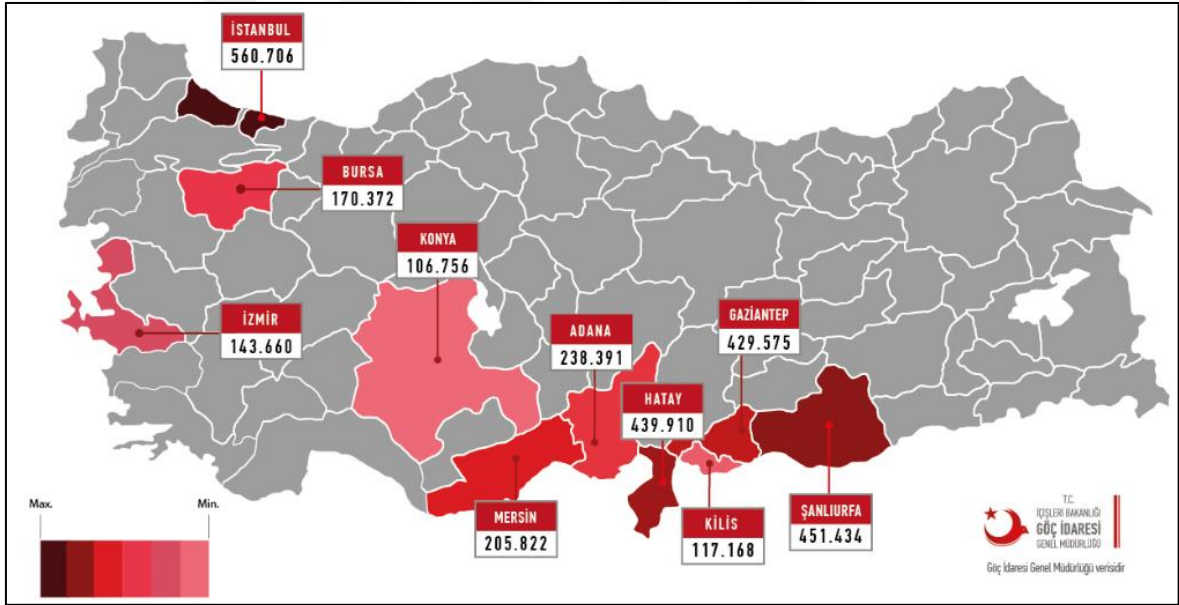 İSTANBUL
560.706
BURSA
170.372
KONYA
106.756
İZMİR
143.660
ADANA
238.391
GAZİANTEP
429.575
HATAY
439.910
MERSİN
205.822
KİLİS
117.168
ŞANLIURFA
451.434
Max.
Min.
T.C.
İÇİŞLERİ BAKANLIĞI
GÖÇ İDARESİ
GENEL MÜDÜRLÜĞÜ
Göç İdaresi Genel Müdürlüğü verisidir